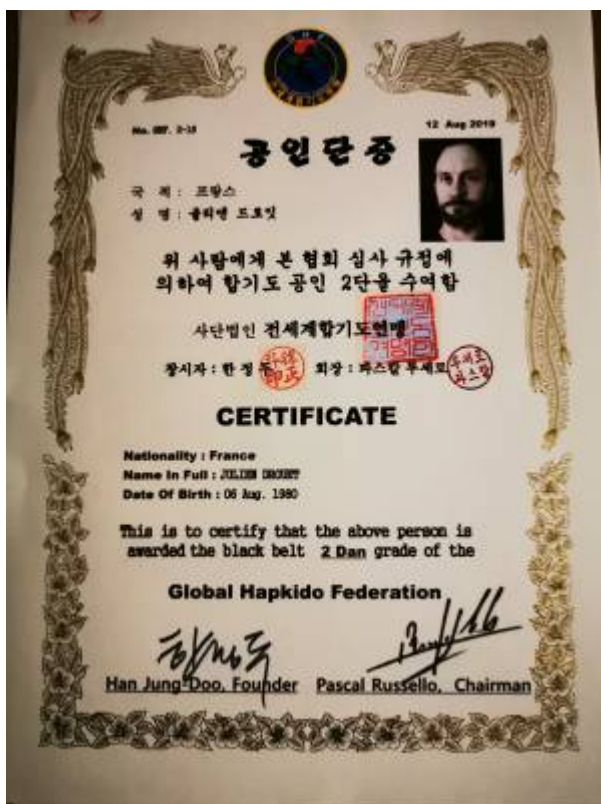 12 Aug 2019
공인단증
국 적 : 프랑스
성 명 : 줄리앤 드로잇
위 사람에게 본 협회 심사 규정에
의하여 합기도 공인 2단을 수여함
사단법인 전세계합기도연맹
창시자 : 한 정 두 회장 : 파스칼 루세로
CERTIFICATE
Nationality : France
Name In Full : JULIEN DROUET
Date Of Birth : 06 Aug. 1980
This is to certify that the above person is
awarded the black belt 2 Dan grade of the
Global Hapkido Federation
한정두
Han Jung-Doo, Founder Pascal Russello, Chairman